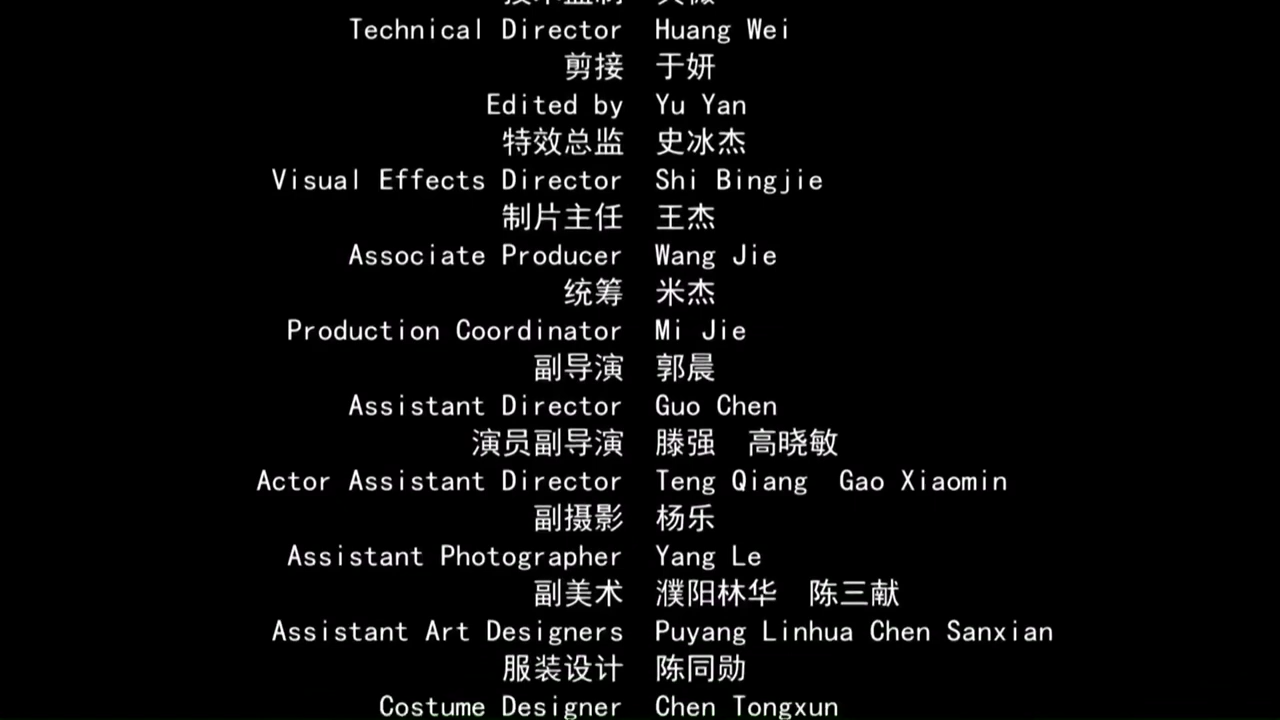 Technical Director Huang Wei
剪接 于妍
Edited by Yu Yan
特效总监 史冰杰
Visual Effects Director Shi Bingjie
制片主任 王杰
Associate Producer Wang Jie
统筹 米杰
Production Coordinator Mi Jie
副导演 郭晨
Assistant Director Guo Chen
演员副导演 滕强 高晓敏
Actor Assistant Director Teng Qiang Gao Xiaomin
副摄影 杨乐
Assistant Photographer Yang Le
副美术 濮阳林华 陈三献
Assistant Art Designers Puyang Linhua Chen Sanxian
服装设计 陈同勋
Costume Designer Chen Tongxun